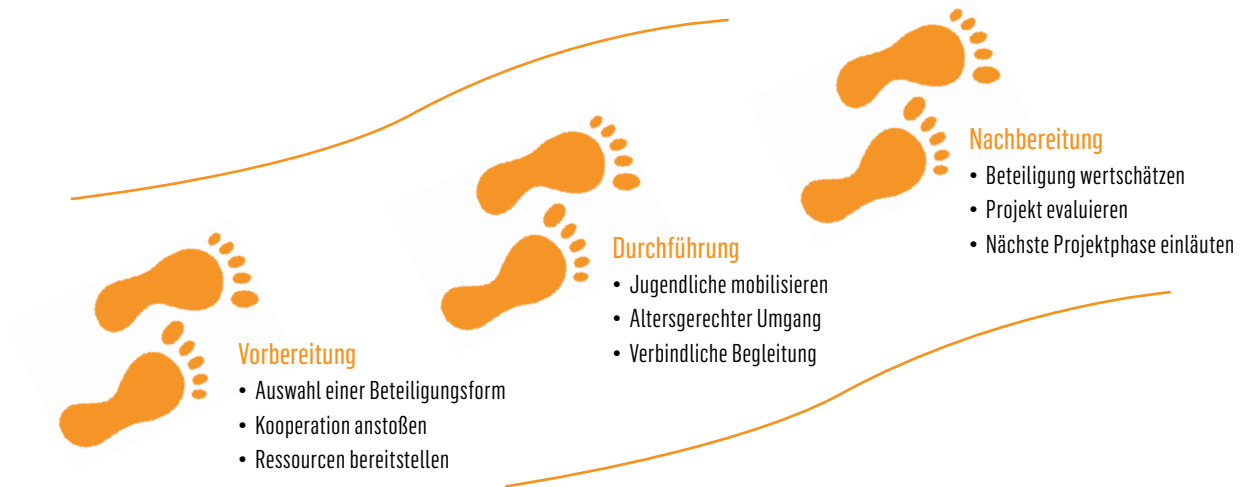 Vorbereitung
• Auswahl einer Beteiligungsform
• Kooperation anstoßen
• Ressourcen bereitstellen
Durchführung
• Jugendliche mobilisieren
• Altersgerechter Umgang
• Verbindliche Begleitung
Nachbereitung
• Beteiligung wertschätzen
• Projekt evaluieren
• Nächste Projektphase einläuten